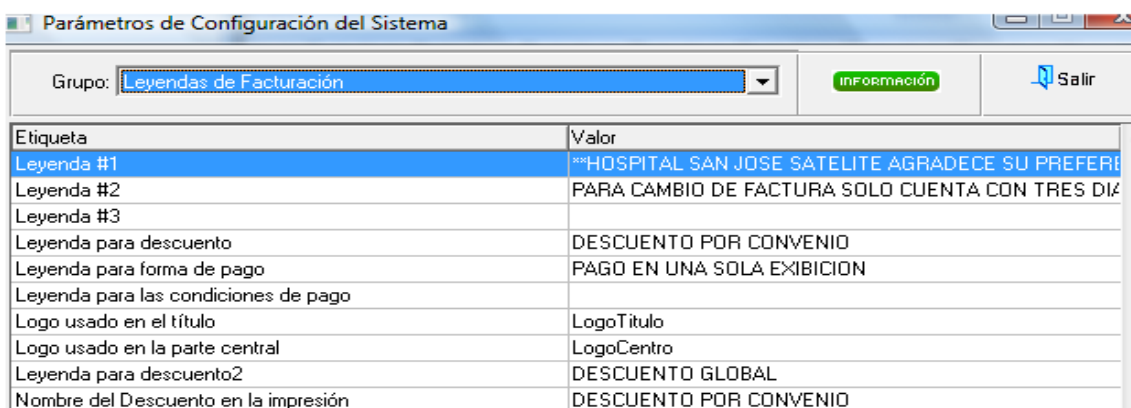 Parámetros de Configuración del Sistema
Grupo: Leyendas de Facturación INFORMACIÓN Salir
Etiqueta Valor
Leyenda #1 **HOSPITAL SAN JOSE SATELITE AGRADECE SU PREFERE
Leyenda #2 PARA CAMBIO DE FACTURA SOLO CUENTA CON TRES DIA
Leyenda #3
Leyenda para descuento DESCUENTO POR CONVENIO
Leyenda para forma de pago PAGO EN UNA SOLA EXIBICION
Leyenda para las condiciones de pago
Logo usado en el título LogoTitulo
Logo usado en la parte central LogoCentro
Leyenda para descuento2 DESCUENTO GLOBAL
Nombre del Descuento en la impresión DESCUENTO POR CONVENIO